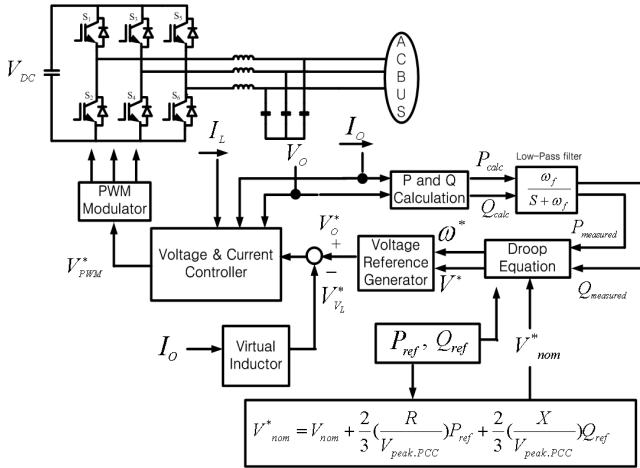 S₁
S₃
S₅
V_DC
S₂
S₄
S₆
A
C
B
U
S
I_L
V_O
I_O
PWM
Modulator
P and Q
Calculation
P_calc
Q_calc
Low-Pass filter
ω_f
S + ω_f
P_measured
Q_measured
V*_PWM
Voltage & Current
Controller
V*_O
+
−
V*_V_L
Voltage
Reference
Generator
ω*
V*
Droop
Equation
I_O
Virtual
Inductor
P_ref, Q_ref
V*_nom
V*_nom = V_nom + 2/3 (R / V_peak.PCC) P_ref + 2/3 (X / V_peak.PCC) Q_ref